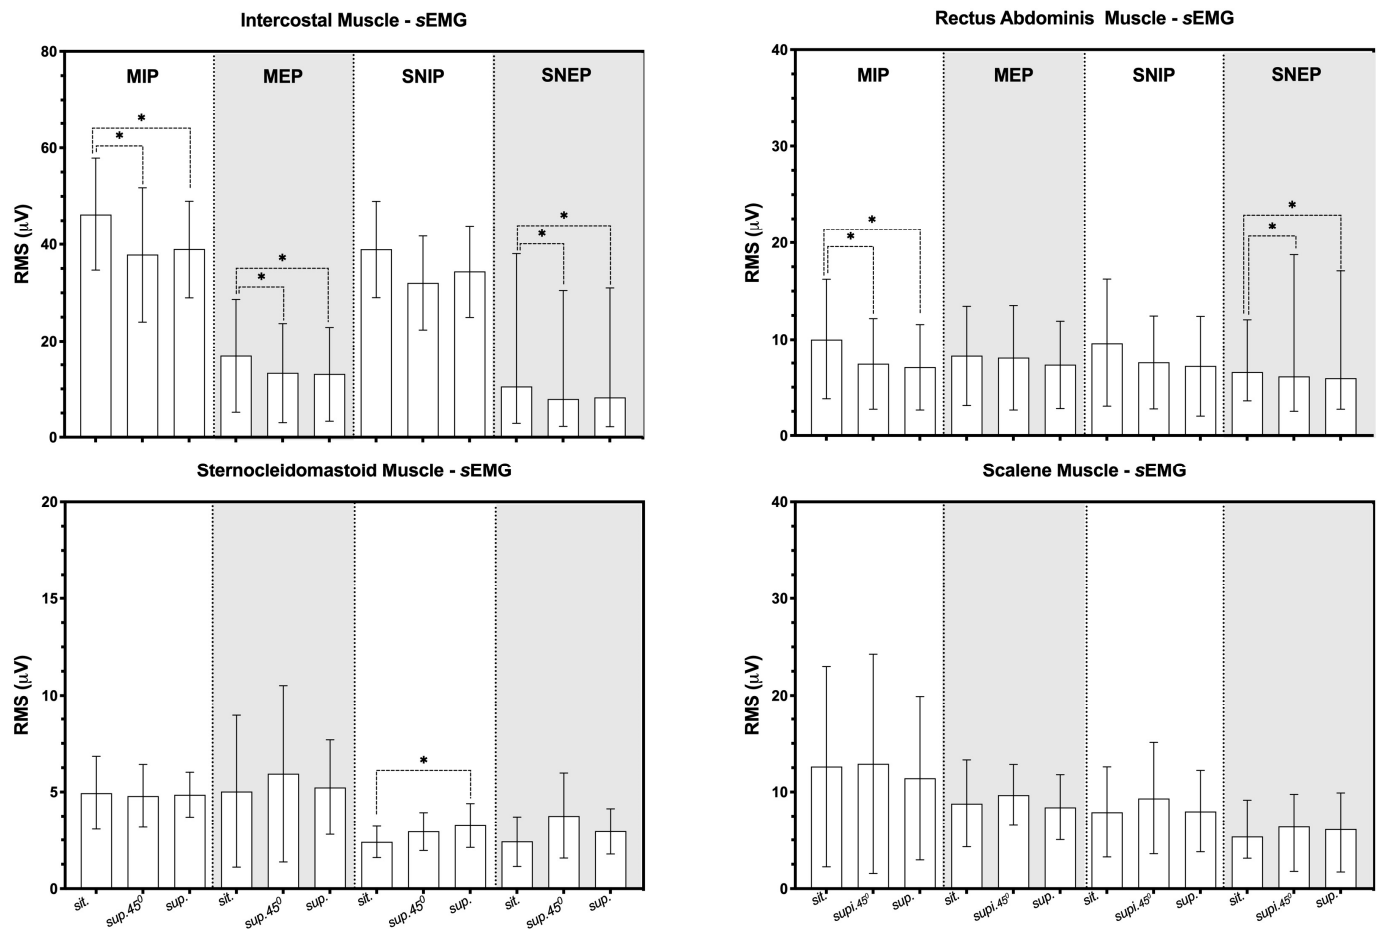 Intercostal Muscle - sEMG
80
60
40
20
0
RMS (μV)
MIP
MEP
SNIP
SNEP
*
*
*
*
*
*
Rectus Abdominis Muscle - sEMG
40
30
20
10
0
RMS (μV)
MIP
MEP
SNIP
SNEP
*
*
*
*
Sternocleidomastoid Muscle - sEMG
20
15
10
5
0
RMS (μV)
*
sit.
sup.45⁰
sup.
sit.
sup.45⁰
sup.
sit.
sup.45⁰
sup.
sit.
sup.45⁰
sup.
Scalene Muscle - sEMG
40
30
20
10
0
RMS (μV)
sit.
supi.45⁰
sup.
sit.
supi.45⁰
sup.
sit.
supi.45⁰
sup.
sit.
supi.45⁰
sup.